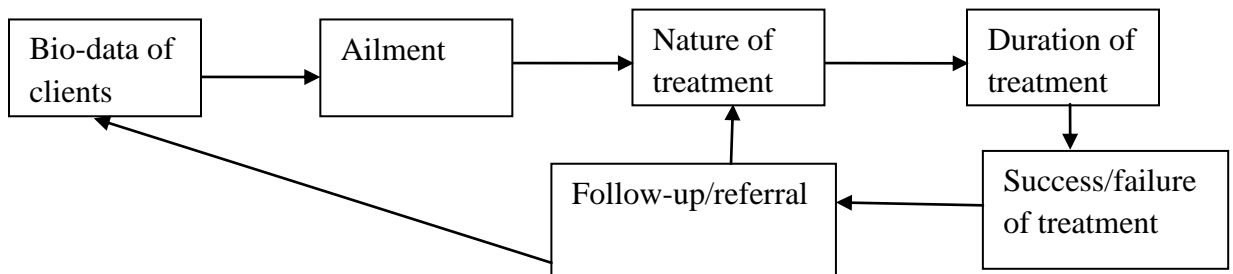 Bio-data of
clients
Ailment
Nature of
treatment
Duration of
treatment
Success/failure
of treatment
Follow-up/referral